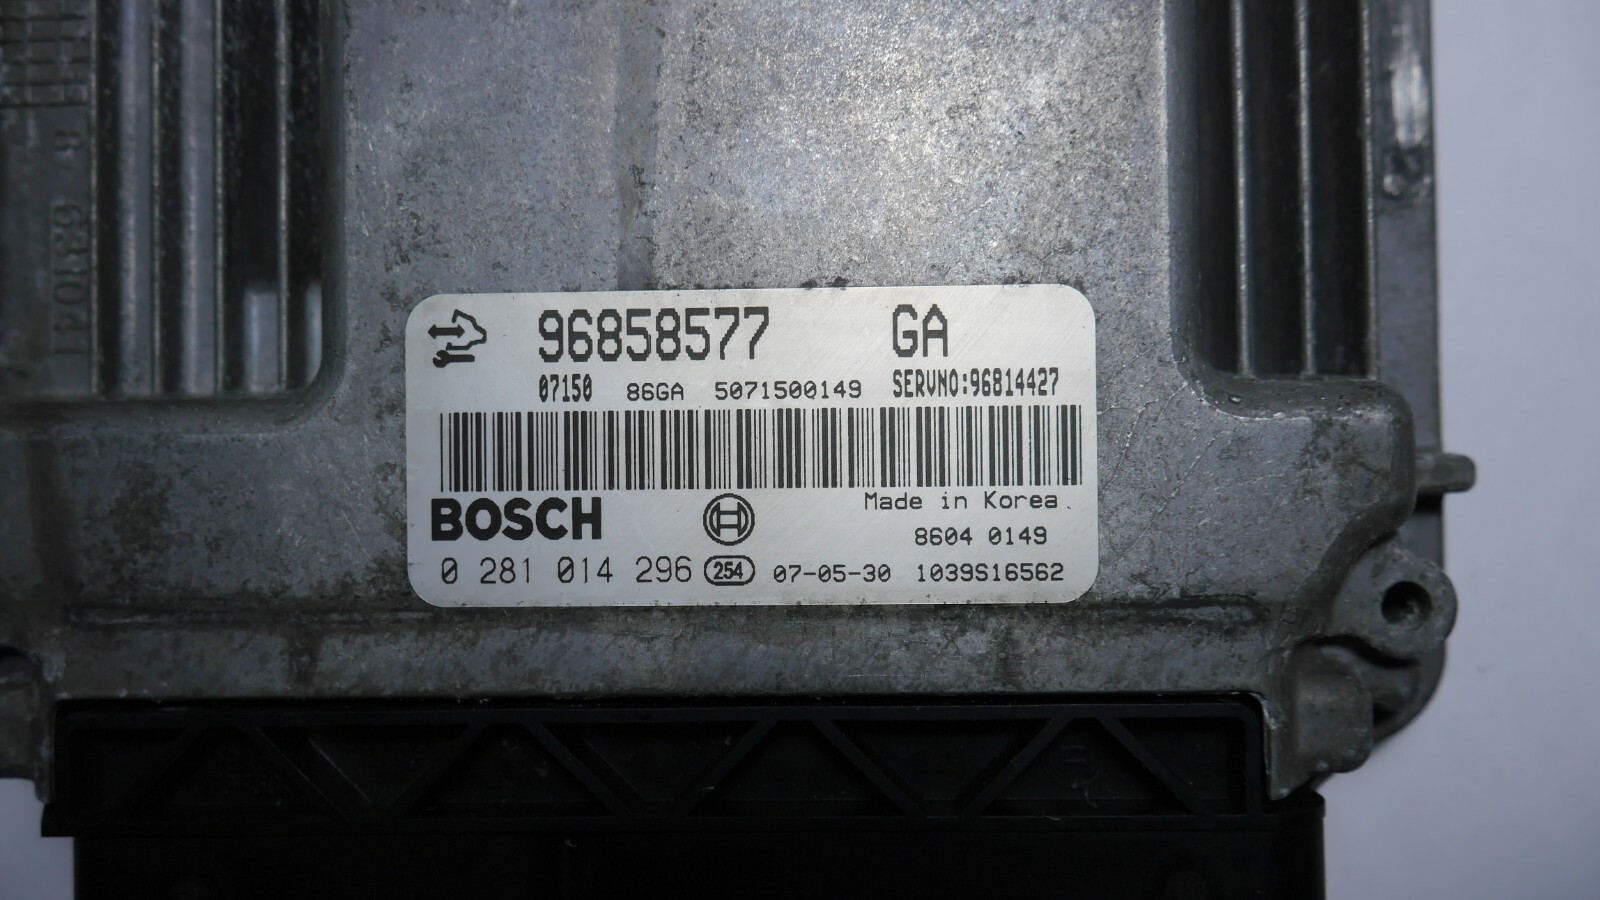 96858577 GA
07150 86GA 5071500149 SERVNO:96814427
BOSCH
Made in Korea.
8604 0149
0 281 014 296 254 07-05-30 1039S16562